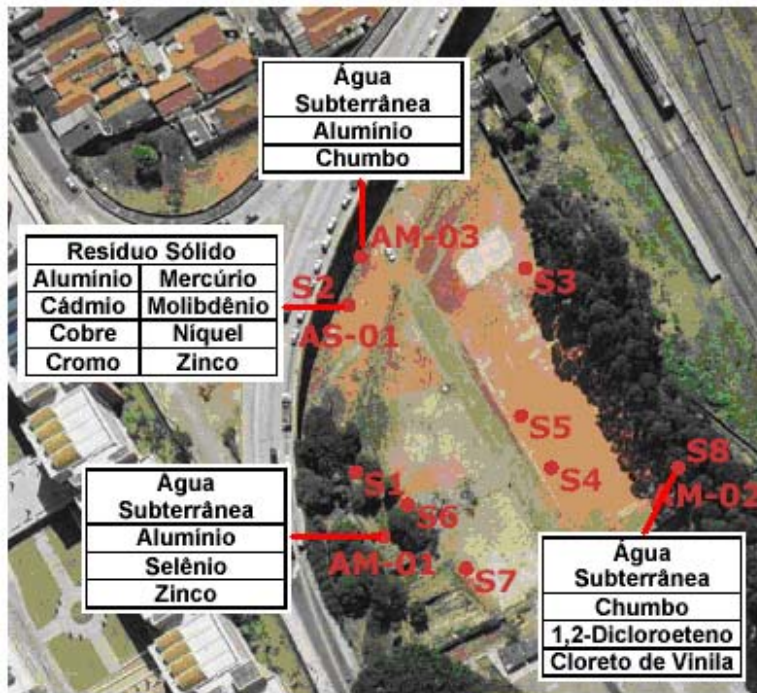 Água
Subterrânea
Alumínio
Chumbo
AM-03
Resíduo Sólido
Alumínio Mercúrio
Cádmio Molibdênio
Cobre Níquel
Cromo Zinco
S2
AS-01
S3
S5
S4
S8
AM-02
S1
S6
AM-01
S7
Água
Subterrânea
Alumínio
Selênio
Zinco
Água
Subterrânea
Chumbo
1,2-Dicloroeteno
Cloreto de Vinila